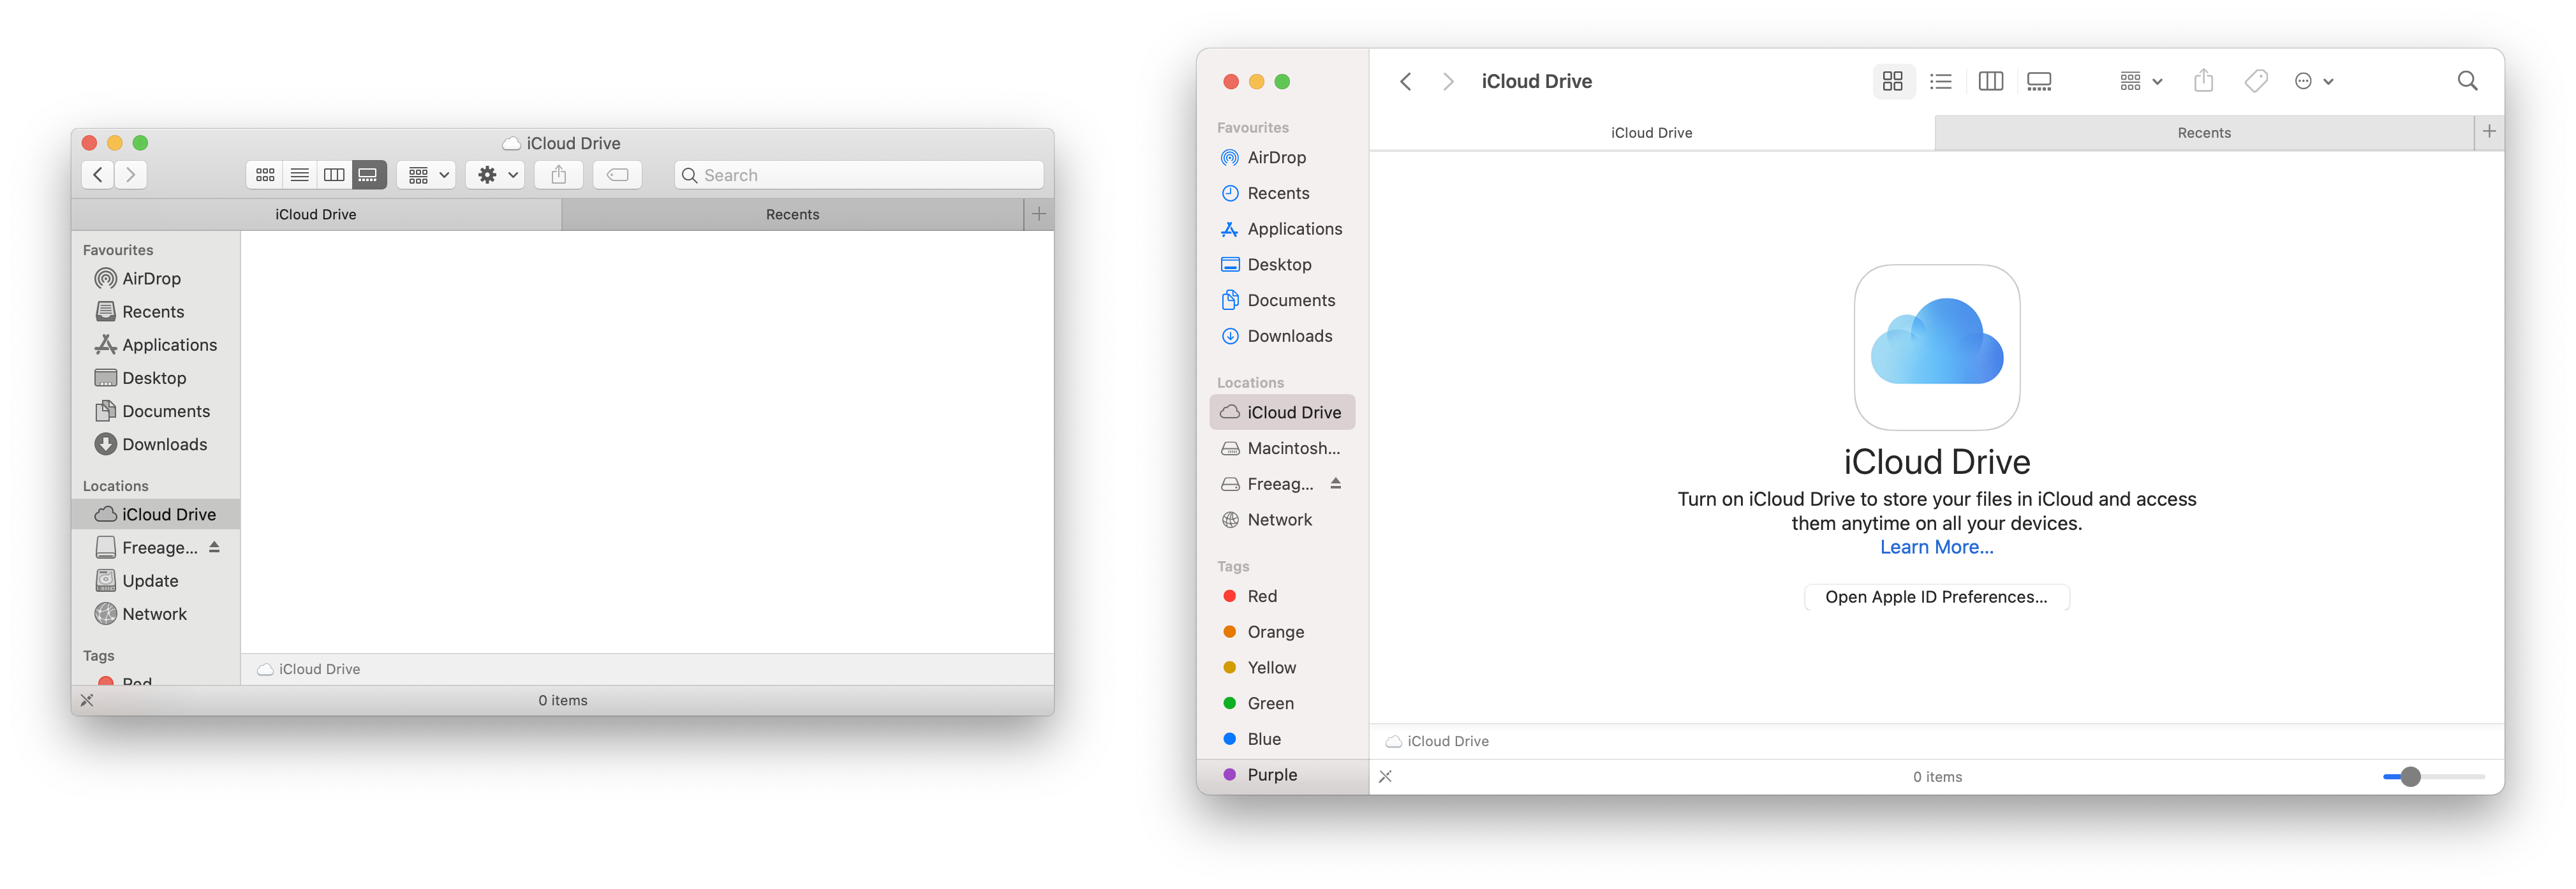 iCloud Drive
Search
iCloud Drive
Recents
Favourites
AirDrop
Recents
Applications
Desktop
Documents
Downloads
Locations
iCloud Drive
Freeage...
Update
Network
Tags
Red
iCloud Drive
0 items
iCloud Drive
iCloud Drive
Recents
Favourites
AirDrop
Recents
Applications
Desktop
Documents
Downloads
Locations
iCloud Drive
Macintosh...
Freeag...
Network
Tags
Red
Orange
Yellow
Green
Blue
Purple
iCloud Drive
Turn on iCloud Drive to store your files in iCloud and access
them anytime on all your devices.
Learn More...
Open Apple ID Preferences...
iCloud Drive
0 items